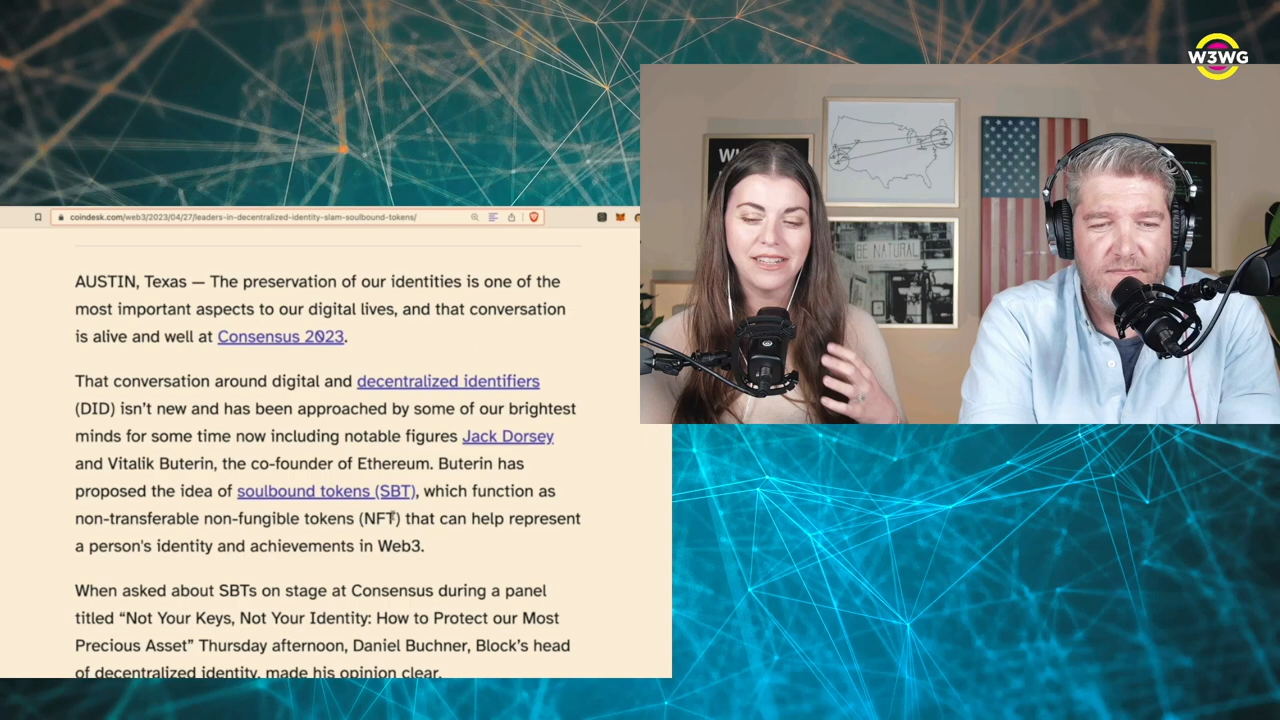 W3WG
coindesk.com/web3/2023/04/27/leaders-in-decentralized-identity-slam-soulbound-tokens/
AUSTIN, Texas — The preservation of our identities is one of the
most important aspects to our digital lives, and that conversation
is alive and well at Consensus 2023.
That conversation around digital and decentralized identifiers
(DID) isn’t new and has been approached by some of our brightest
minds for some time now including notable figures Jack Dorsey
and Vitalik Buterin, the co-founder of Ethereum. Buterin has
proposed the idea of soulbound tokens (SBT), which function as
non-transferable non-fungible tokens (NFT) that can help represent
a person's identity and achievements in Web3.
When asked about SBTs on stage at Consensus during a panel
titled “Not Your Keys, Not Your Identity: How to Protect our Most
Precious Asset” Thursday afternoon, Daniel Buchner, Block’s head
of decentralized identity, made his opinion clear.
BE NATURAL